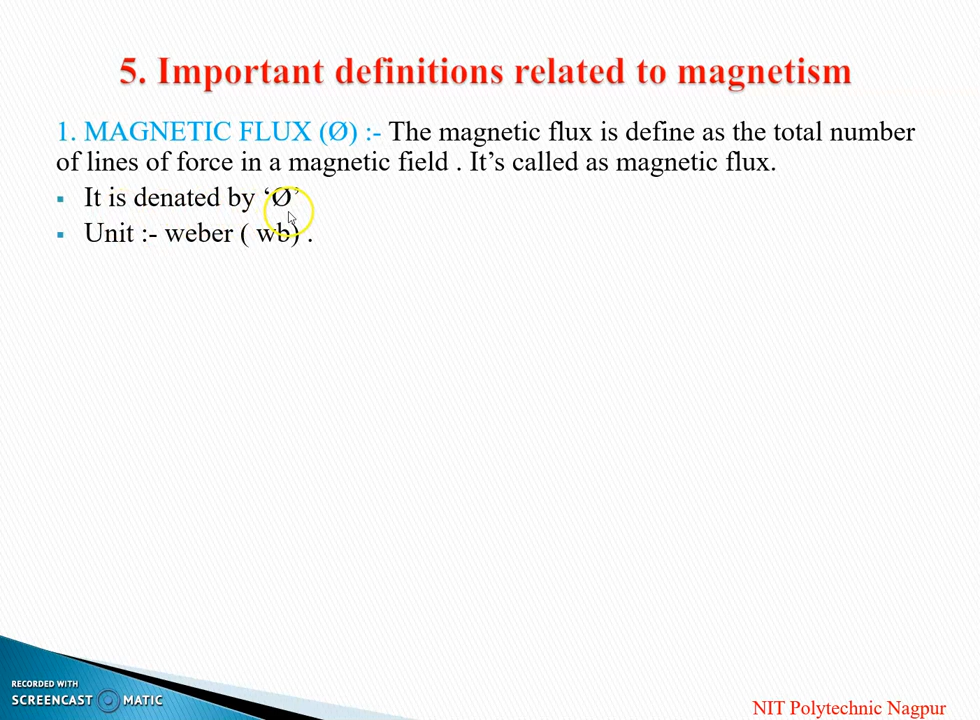 5. Important definitions related to magnetism
1. MAGNETIC FLUX (Ø) :- The magnetic flux is define as the total number
of lines of force in a magnetic field . It’s called as magnetic flux.
▪ It is denated by ‘Ø’
▪ Unit :- weber ( wb) .
RECORDED WITH
SCREENCAST MATIC
NIT Polytechnic Nagpur